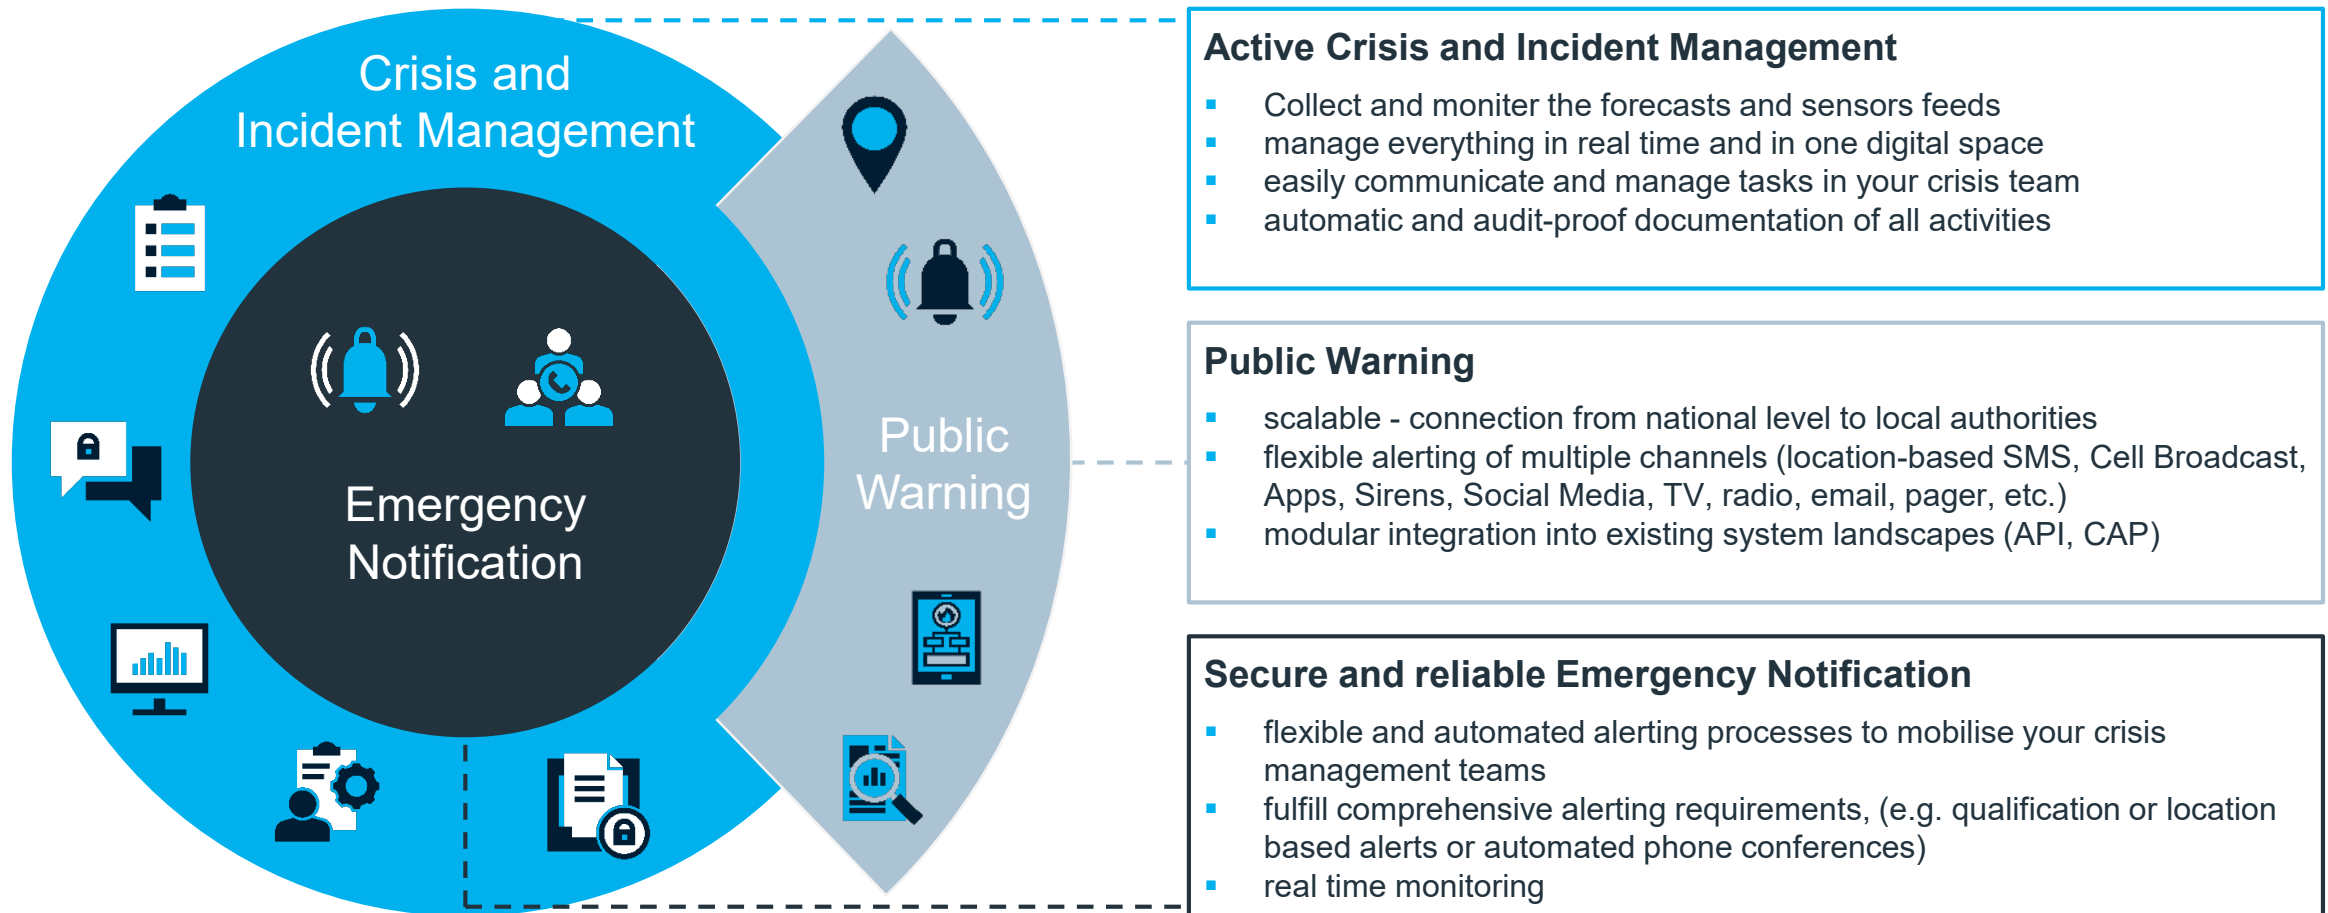 Crisis and
Incident Management
Emergency
Notification
Public
Warning
Active Crisis and Incident Management
▪ Collect and moniter the forecasts and sensors feeds
▪ manage everything in real time and in one digital space
▪ easily communicate and manage tasks in your crisis team
▪ automatic and audit-proof documentation of all activities
Public Warning
▪ scalable - connection from national level to local authorities
▪ flexible alerting of multiple channels (location-based SMS, Cell Broadcast,
Apps, Sirens, Social Media, TV, radio, email, pager, etc.)
▪ modular integration into existing system landscapes (API, CAP)
Secure and reliable Emergency Notification
▪ flexible and automated alerting processes to mobilise your crisis
management teams
▪ fulfill comprehensive alerting requirements, (e.g. qualification or location
based alerts or automated phone conferences)
▪ real time monitoring